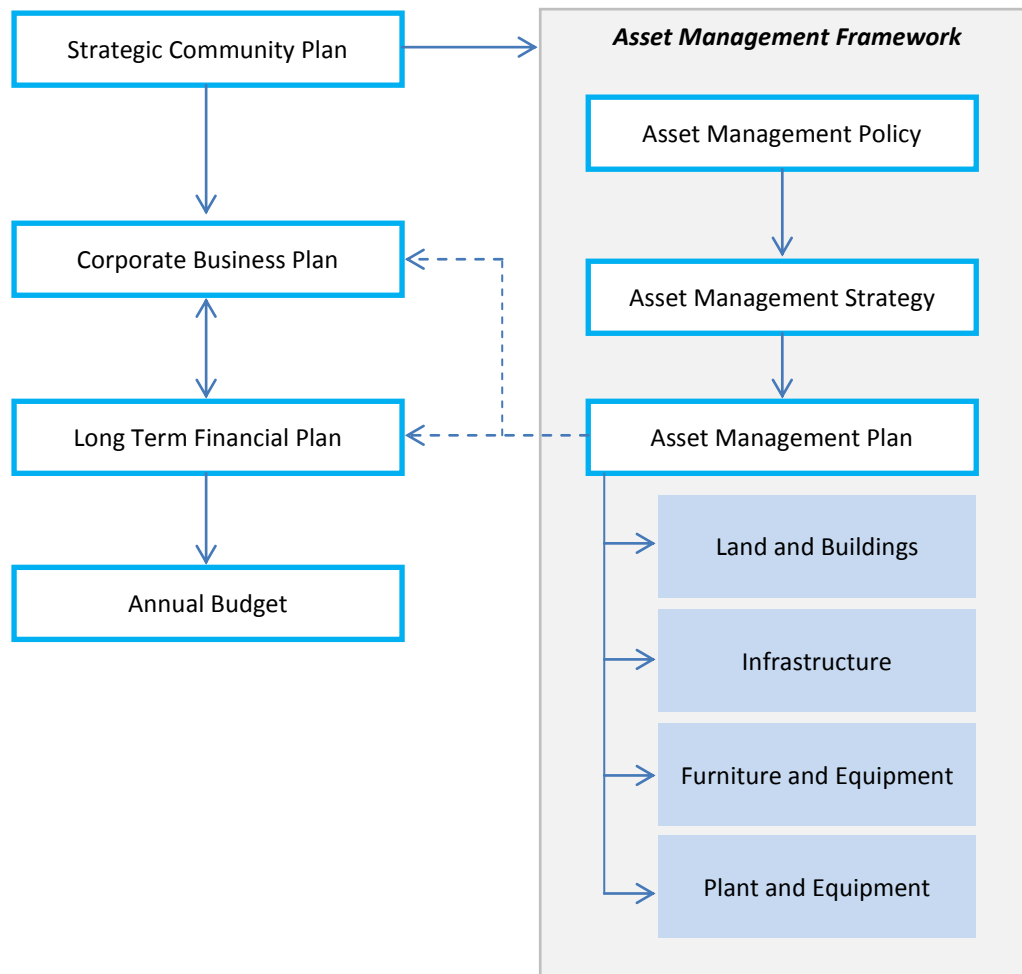 Strategic Community Plan
Asset Management Framework
Asset Management Policy
Corporate Business Plan
Asset Management Strategy
Long Term Financial Plan
Asset Management Plan
Land and Buildings
Annual Budget
Infrastructure
Furniture and Equipment
Plant and Equipment